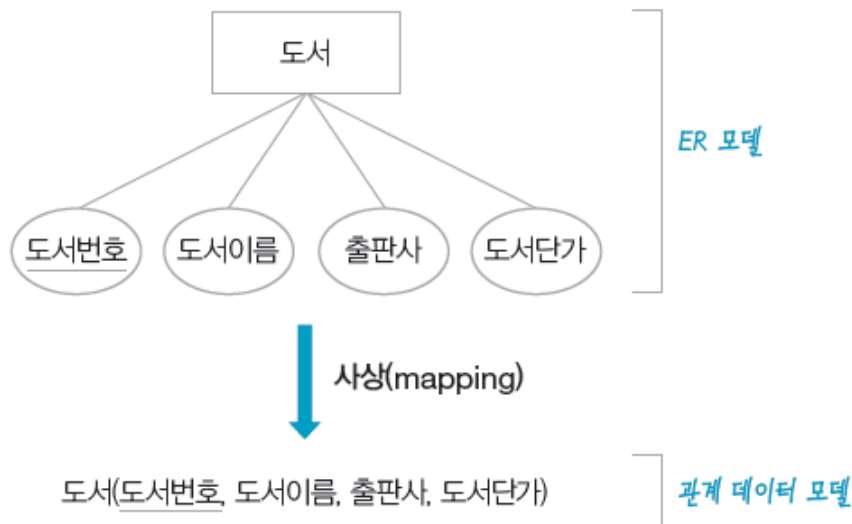 도서
ER 모델
도서번호
도서이름
출판사
도서단가
사상(mapping)
도서(도서번호, 도서이름, 출판사, 도서단가)
관계 데이터 모델